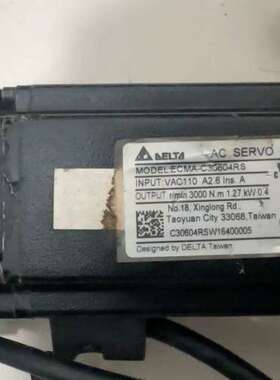 DELTA AC SERVO
MODEL:ECMA-C30604RS
INPUT:VAC110 A2.6 Ins. A
OUTPUT r/min 3000 N.m 1.27 kW 0.4
No.18, Xinglong Rd.,
Taoyuan City 33068,Taiwan
C30604RSW16400005
Designed by DELTA Taiwan